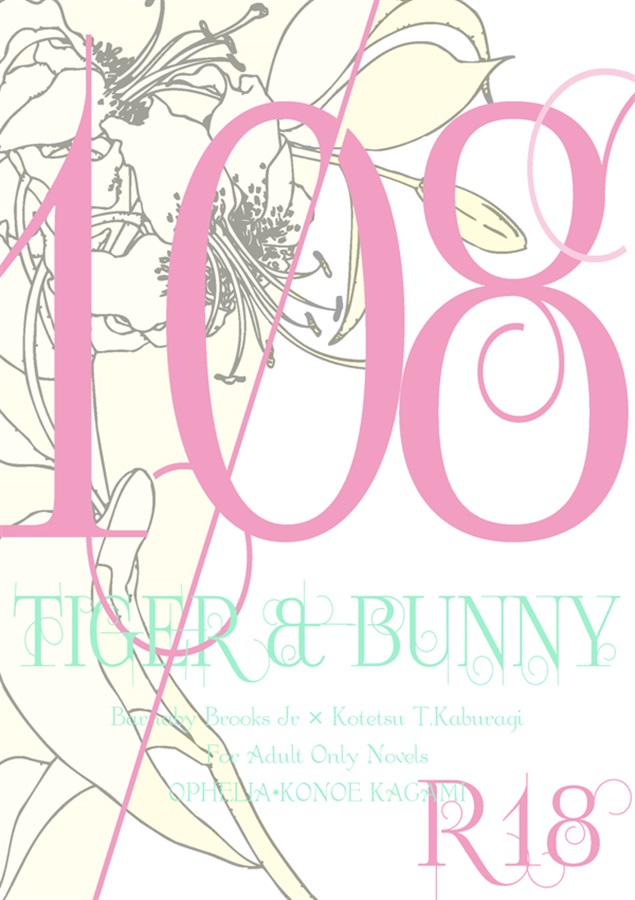 108
TIGER & BUNNY
Barnaby Brooks Jr × Kotetsu T.Kaburagi
For Adult Only Novels
OPHELIA•KONOE KAGAMI
R18